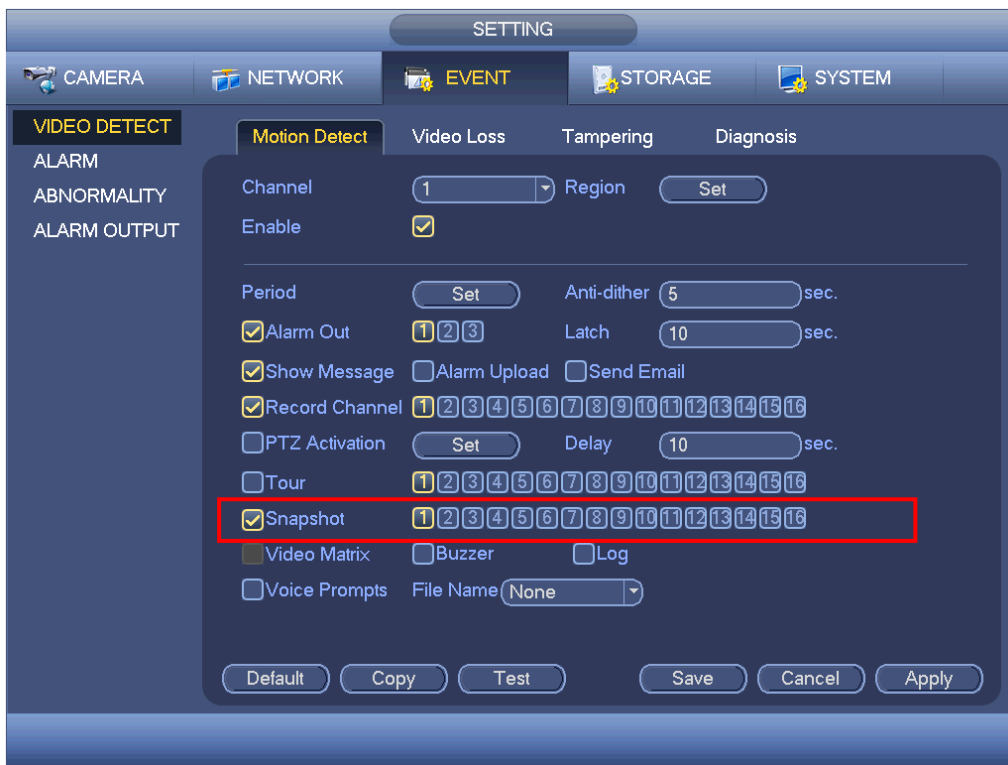 SETTING
CAMERA NETWORK EVENT STORAGE SYSTEM
VIDEO DETECT
ALARM
ABNORMALITY
ALARM OUTPUT
Motion Detect Video Loss Tampering Diagnosis
Channel 1 Region Set
Enable
Period Set Anti-dither 5 sec.
Alarm Out 1 2 3 Latch 10 sec.
Show Message Alarm Upload Send Email
Record Channel 1 2 3 4 5 6 7 8 9 10 11 12 13 14 15 16
PTZ Activation Set Delay 10 sec.
Tour 1 2 3 4 5 6 7 8 9 10 11 12 13 14 15 16
Snapshot 1 2 3 4 5 6 7 8 9 10 11 12 13 14 15 16
Video Matrix Buzzer Log
Voice Prompts File Name None
Default Copy Test Save Cancel Apply